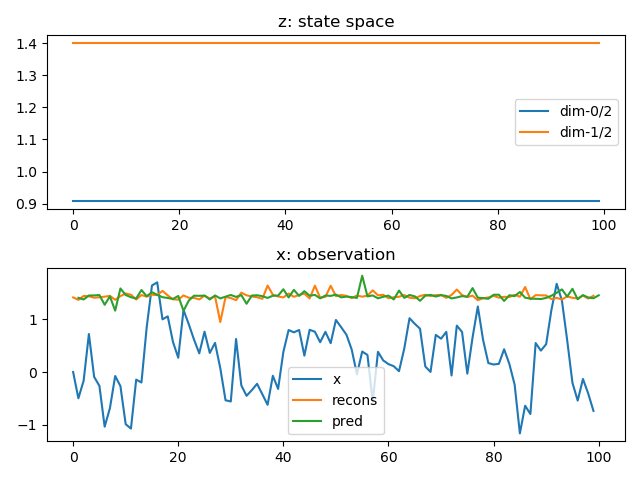 z: state space
1.4
1.3
1.2
1.1
1.0
0.9
dim-0/2
dim-1/2
0 20 40 60 80 100
x: observation
1
0
−1
x
recons
pred
0 20 40 60 80 100